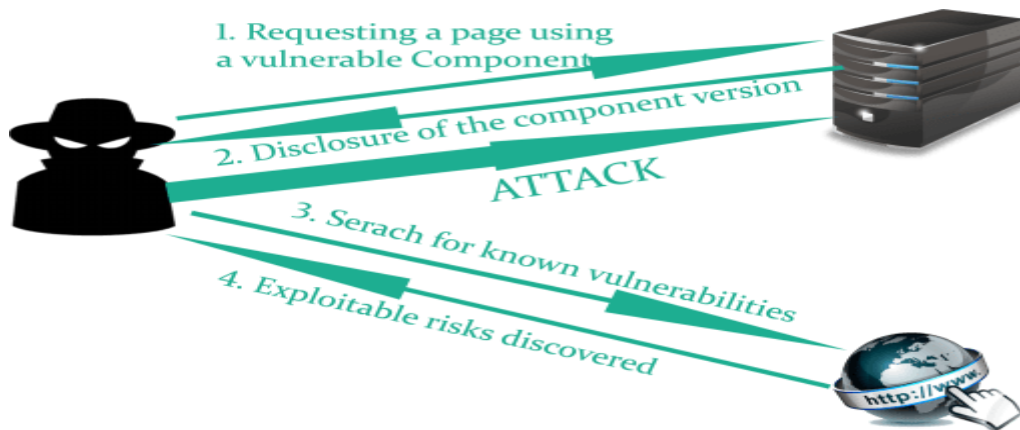 1. Requesting a page using
a vulnerable Component
2. Disclosure of the component version
ATTACK
3. Serach for known vulnerabilities
4. Exploitable risks discovered
http://www.